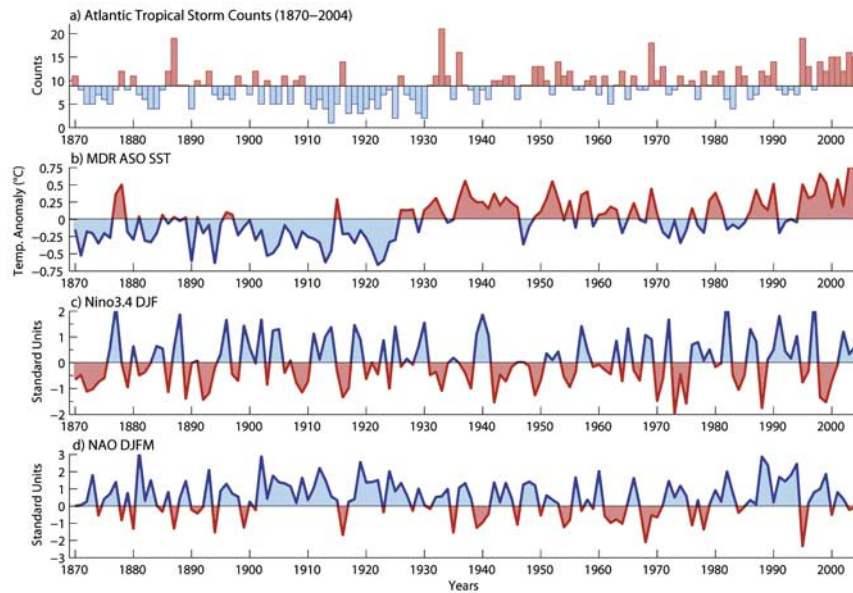 a) Atlantic Tropical Storm Counts (1870−2004)
20
15
10
5
0
Counts
1870 1880 1890 1900 1910 1920 1930 1940 1950 1960 1970 1980 1990 2000
b) MDR ASO SST
0.75
0.5
0.25
0
−0.25
−0.5
−0.75
Temp. Anomaly (°C)
1870 1880 1890 1900 1910 1920 1930 1940 1950 1960 1970 1980 1990 2000
c) Nino3.4 DJF
2
1
0
−1
−2
Standard Units
1870 1880 1890 1900 1910 1920 1930 1940 1950 1960 1970 1980 1990 2000
d) NAO DJFM
3
2
1
0
−1
−2
−3
Standard Units
1870 1880 1890 1900 1910 1920 1930 1940 1950 1960 1970 1980 1990 2000
Years